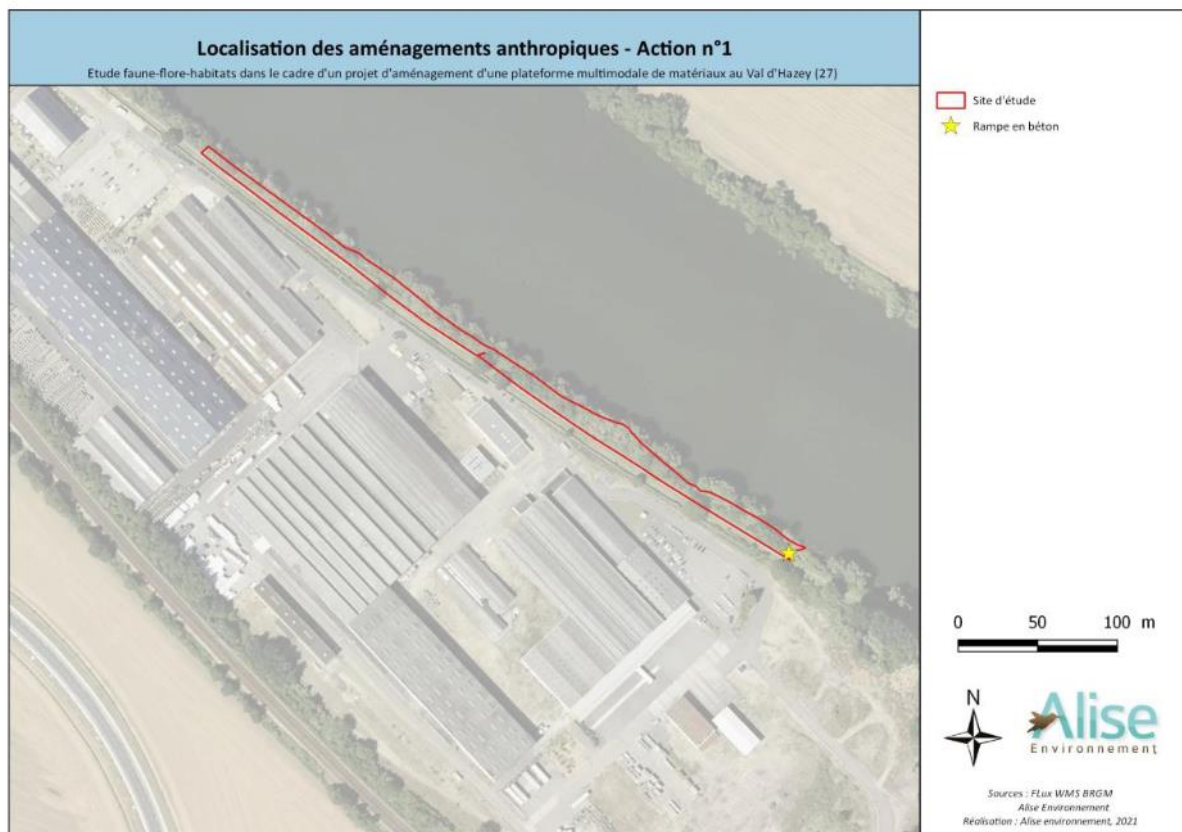 Localisation des aménagements anthropiques - Action n°1
Etude faune-flore-habitats dans le cadre d'un projet d'aménagement d'une plateforme multimodale de matériaux au Val d'Hazey (27)
Site d'étude
Rampe en béton
0 50 100 m
N
Alise
Environnement
Sources : FLux WMS BRGM
Alise Environnement
Réalisation : Alise environnement, 2021